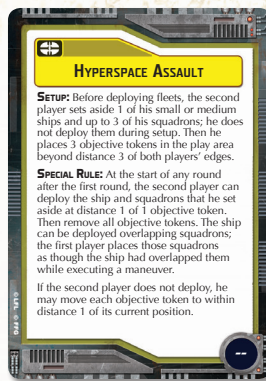 HYPERSPACE ASSAULT
SETUP: Before deploying fleets, the second
player sets aside 1 of his small or medium
ships and up to 3 of his squadrons; he does
not deploy them during setup. Then he
places 3 objective tokens in the play area
beyond distance 3 of both players' edges.
SPECIAL RULE: At the start of any round
after the first round, the second player can
deploy the ship and squadrons that he set
aside at distance 1 of 1 objective token.
Then remove all objective tokens. The ship
can be deployed overlapping squadrons;
the first player places those squadrons
as though the ship had overlapped them
while executing a maneuver.
If the second player does not deploy, he
may move each objective token to within
distance 1 of its current position.
© LFL © FFG
--